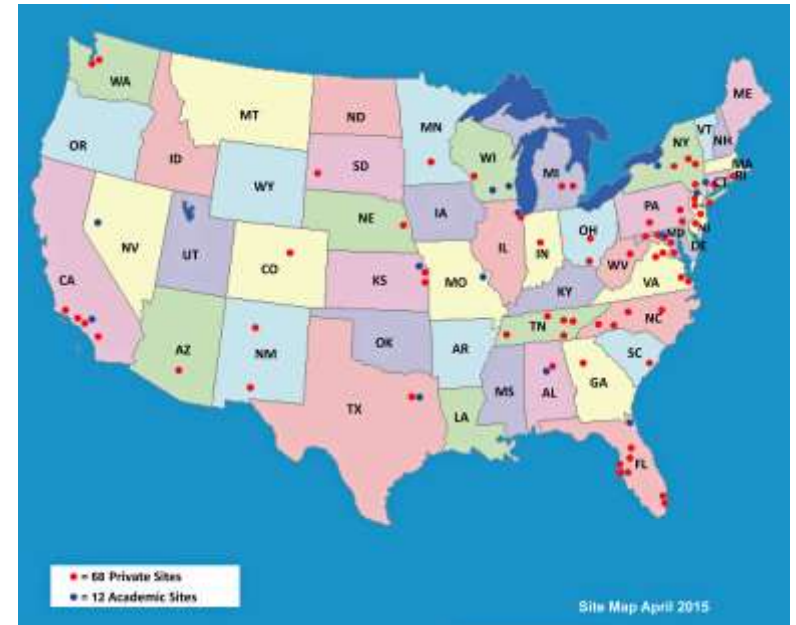 WA
MT
ND
MN
ME
VT
NH
NY
OR
ID
SD
WI
MI
MA
RI
CT
WY
IA
PA
NE
OH
MD
NJ
DE
NV
UT
CO
IL
IN
WV
CA
KS
MO
KY
VA
AZ
NM
OK
AR
TN
NC
SC
TX
LA
MS
AL
GA
FL
= 68 Private Sites
= 12 Academic Sites
Site Map April 2015